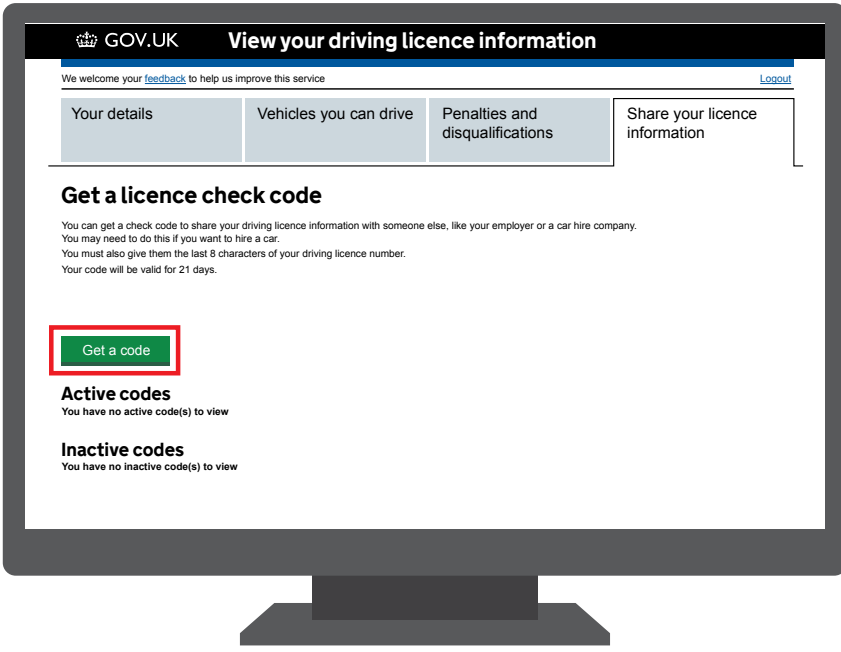 GOV.UK View your driving licence information
We welcome your feedback to help us improve this service Logout
Your details
Vehicles you can drive
Penalties and
disqualifications
Share your licence
information
Get a licence check code
You can get a check code to share your driving licence information with someone else, like your employer or a car hire company.
You may need to do this if you want to hire a car.
You must also give them the last 8 characters of your driving licence number.
Your code will be valid for 21 days.
Get a code
Active codes
You have no active code(s) to view
Inactive codes
You have no inactive code(s) to view